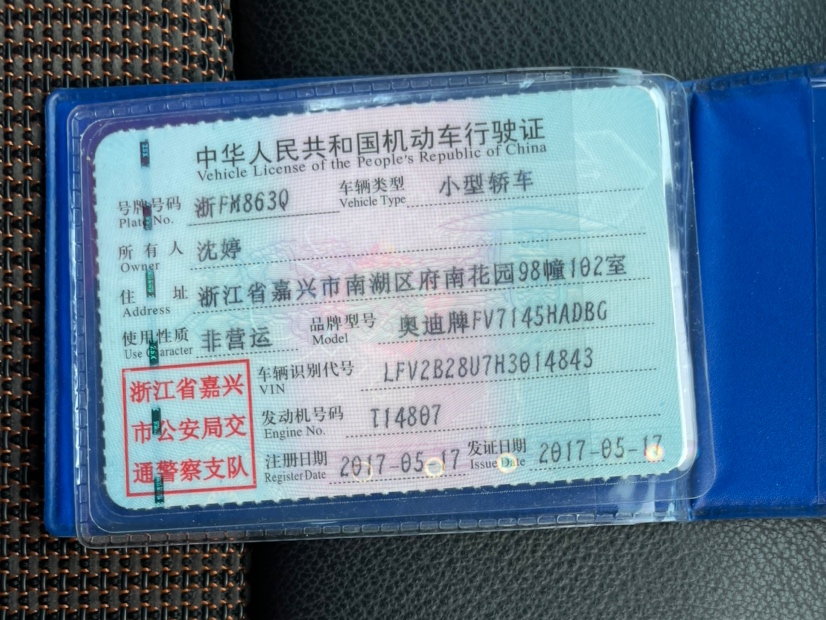 中华人民共和国机动车行驶证
Vehicle License of the People's Republic of China
号牌号码 浙FM863Q 车辆类型 小型轿车
Plate No. Vehicle Type
所有人 沈婷
Owner
住址 浙江省嘉兴市南湖区府南花园98幢102室
Address
使用性质 非营运 品牌型号 奥迪牌FV7145HADBG
Use Character Model
车辆识别代号 LFV2B28U7H3014843
VIN
发动机号码 T14807
Engine No.
注册日期 2017-05-17 发证日期 2017-05-17
Register Date Issue Date
浙江省嘉兴
市公安局交
通警察支队